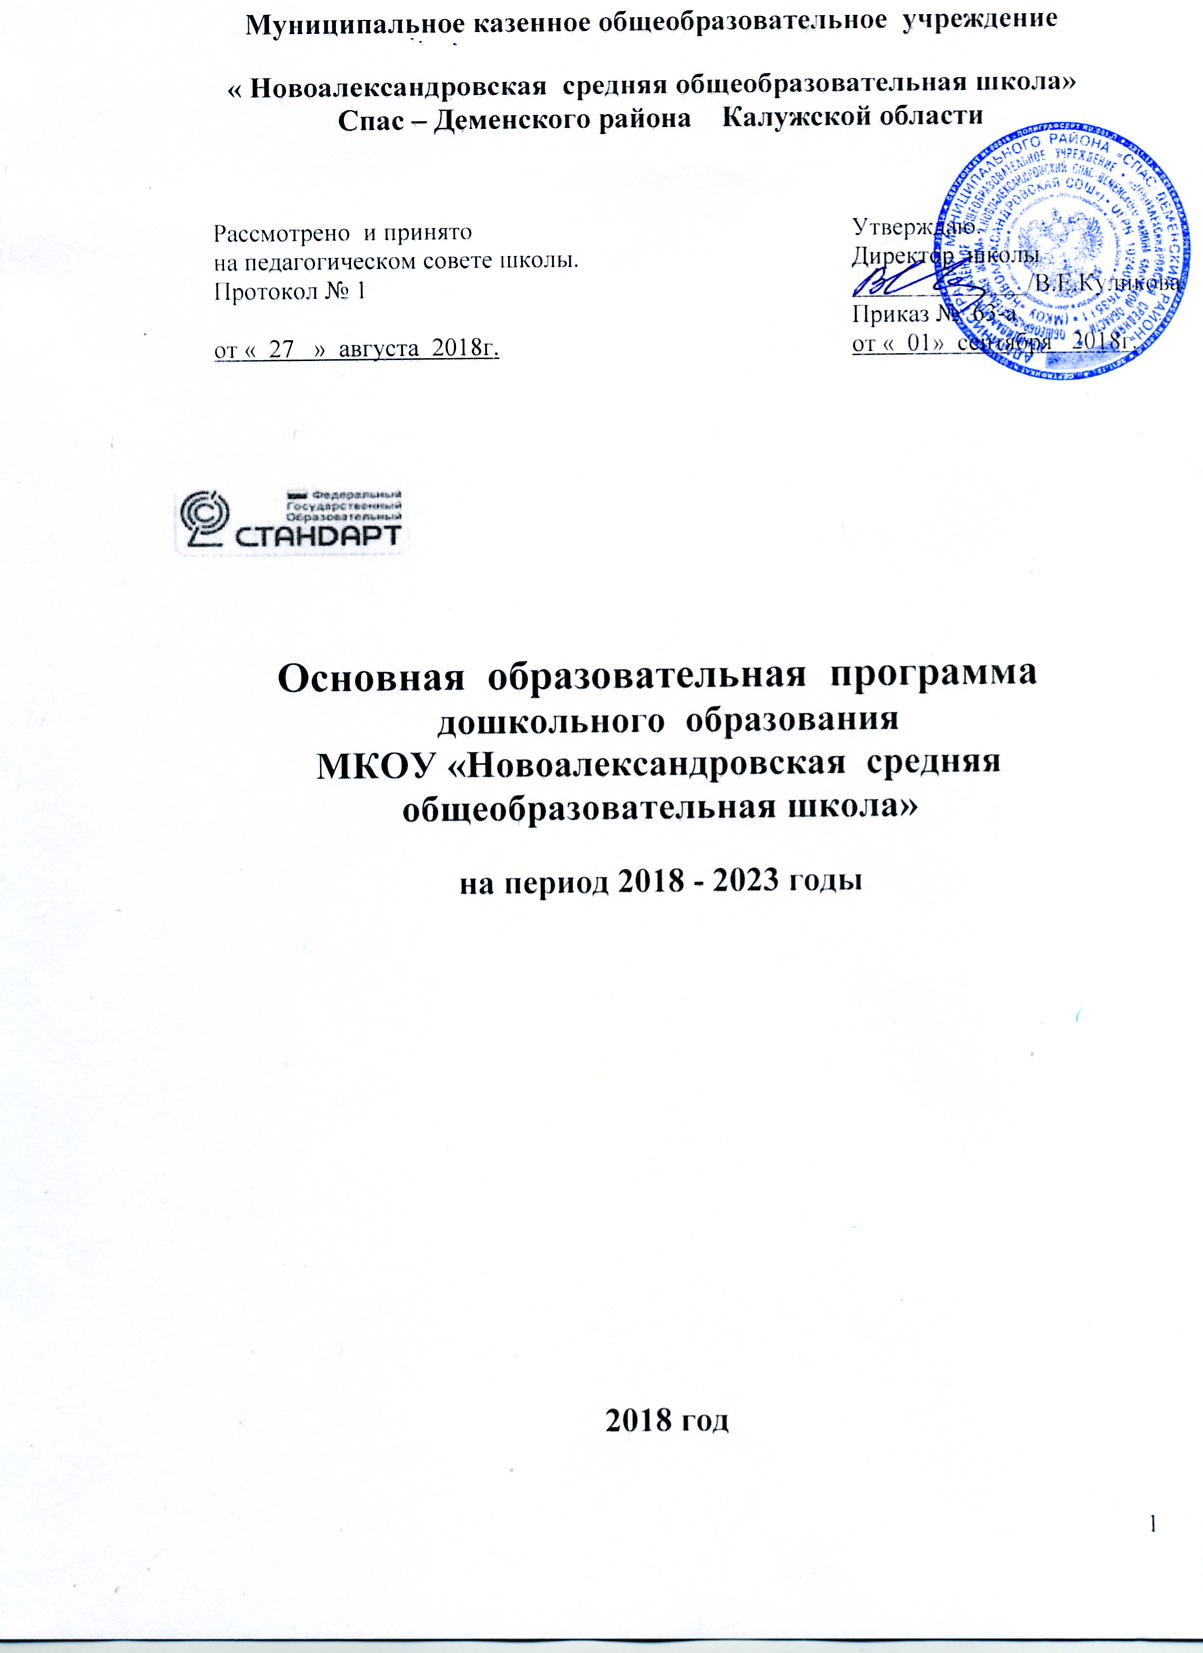 Муниципальное казенное общеобразовательное учреждение
« Новоалександровская средняя общеобразовательная школа»
Спас – Деменского района Калужской области
Рассмотрено и принято
на педагогическом совете школы.
Протокол № 1
от « 27 » августа 2018г.
Утверждаю.
Директор школы
/В.Е.Куликова
Приказ № 63-а
от « 01» сентября 2018г.
Федеральный
Государственный
Образовательный
СТАНДАРТ
Основная образовательная программа
дошкольного образования
МКОУ «Новоалександровская средняя
общеобразовательная школа»
на период 2018 - 2023 годы
2018 год
1